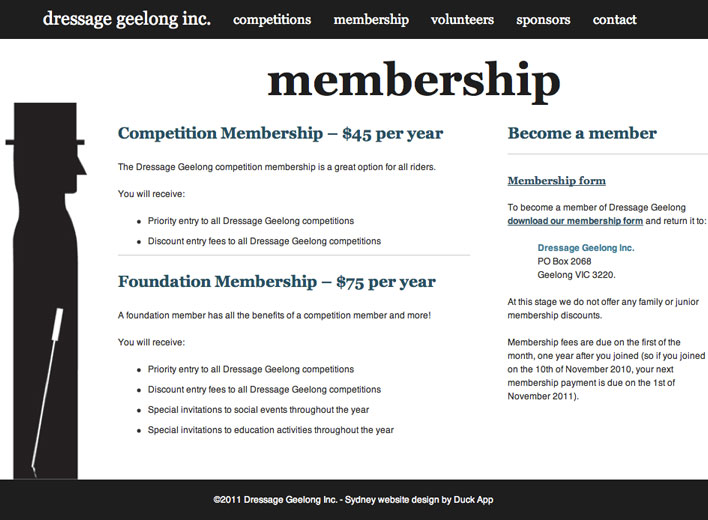 dressage geelong inc. competitions membership volunteers sponsors contact
membership
Competition Membership – $45 per year
The Dressage Geelong competition membership is a great option for all riders.
You will receive:
• Priority entry to all Dressage Geelong competitions
• Discount entry fees to all Dressage Geelong competitions
Foundation Membership – $75 per year
A foundation member has all the benefits of a competition member and more!
You will receive:
• Priority entry to all Dressage Geelong competitions
• Discount entry fees to all Dressage Geelong competitions
• Special invitations to social events throughout the year
• Special invitations to education activities throughout the year
Become a member
Membership form
To become a member of Dressage Geelong
download our membership form and return it to:
Dressage Geelong Inc.
PO Box 2068
Geelong VIC 3220.
At this stage we do not offer any family or junior
membership discounts.
Membership fees are due on the first of the
month, one year after you joined (so if you joined
on the 10th of November 2010, your next
membership payment is due on the 1st of
November 2011).
©2011 Dressage Geelong Inc. - Sydney website design by Duck App